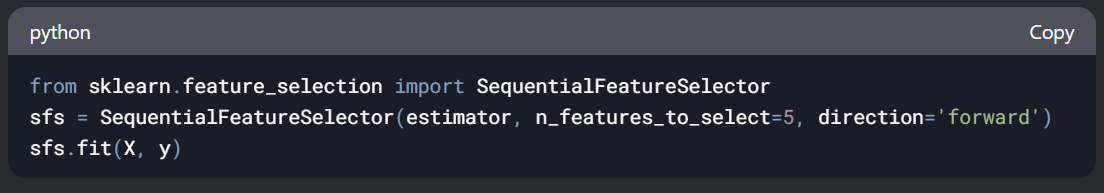 python
Copy
from sklearn.feature_selection import SequentialFeatureSelector
sfs = SequentialFeatureSelector(estimator, n_features_to_select=5, direction='forward')
sfs.fit(X, y)